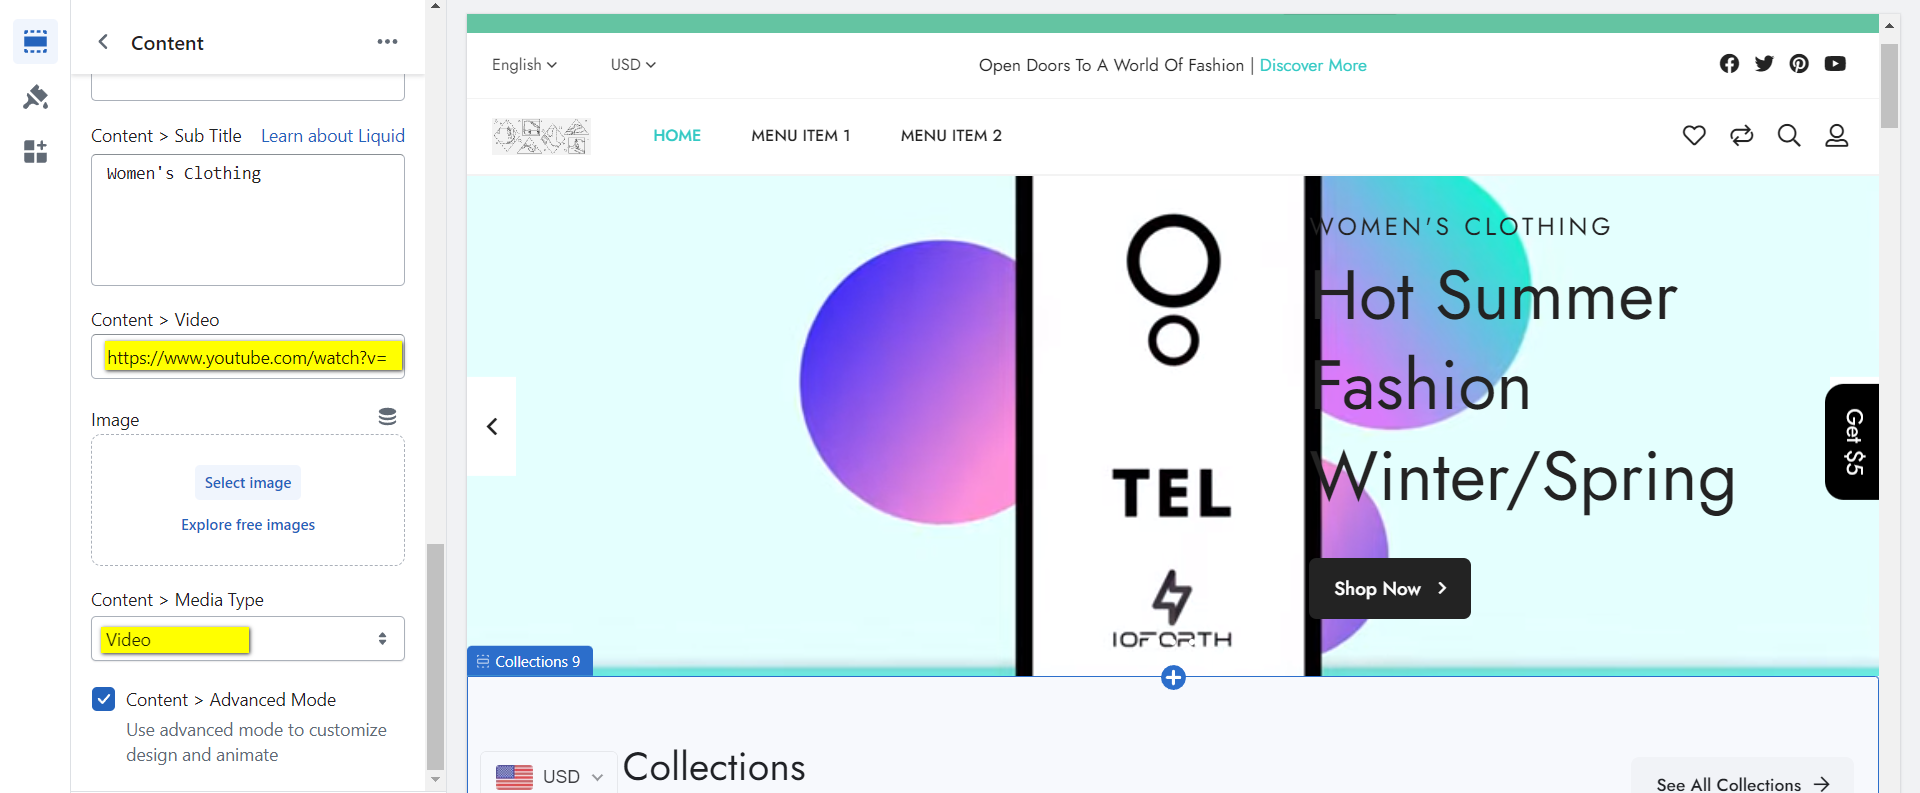 Content
Content > Sub Title
Learn about Liquid
Women's Clothing
Content > Video
https://www.youtube.com/watch?v=
Image
Select image
Explore free images
Content > Media Type
Video
Content > Advanced Mode
Use advanced mode to customize
design and animate
English
USD
Open Doors To A World Of Fashion | Discover More
HOME
MENU ITEM 1
MENU ITEM 2
WOMEN'S CLOTHING
Hot Summer
Fashion
Winter/Spring
Shop Now
TEL
IOFORTH
Get $5
Collections 9
Collections
USD
See All Collections